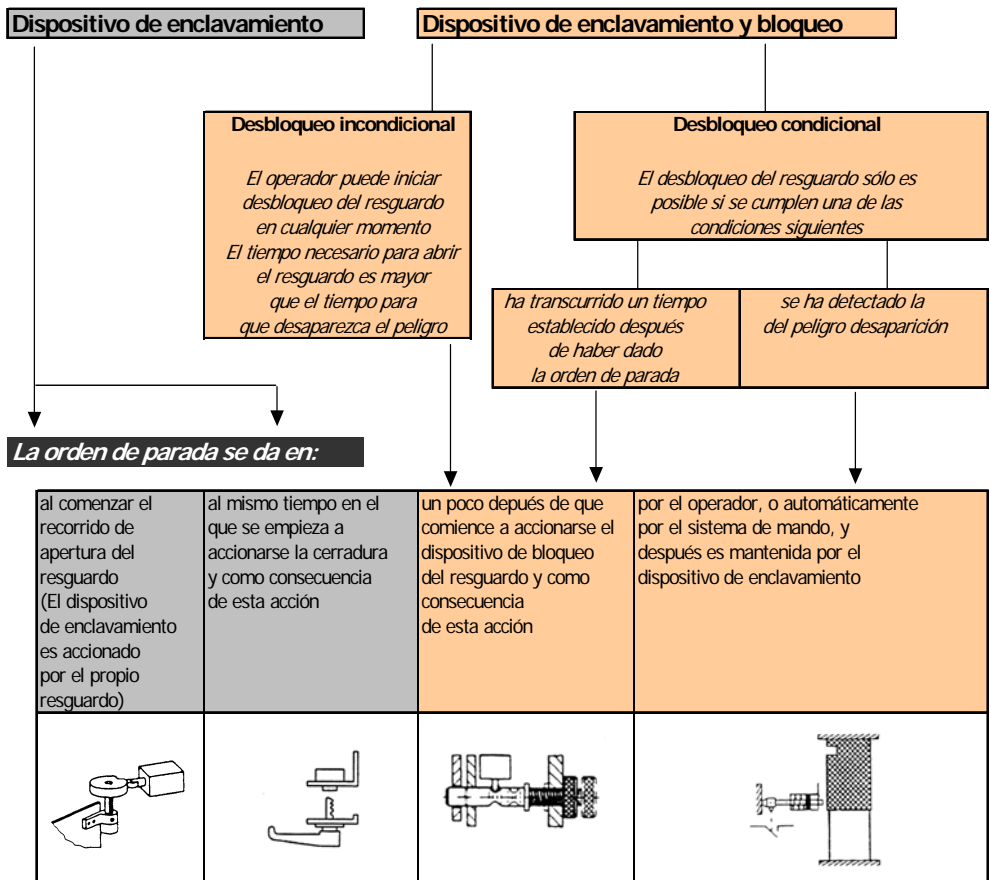 Dispositivo de enclavamiento
Dispositivo de enclavamiento y bloqueo
Desbloqueo incondicional
El operador puede iniciar
desbloqueo del resguardo
en cualquier momento
El tiempo necesario para abrir
el resguardo es mayor
que el tiempo para
que desaparezca el peligro
Desbloqueo condicional
El desbloqueo del resguardo sólo es
posible si se cumplen una de las
condiciones siguientes
ha transcurrido un tiempo
establecido después
de haber dado
la orden de parada
se ha detectado la
del peligro desaparición
La orden de parada se da en:
al comenzar el
recorrido de
apertura del
resguardo
(El dispositivo
de enclavamiento
es accionado
por el propio
resguardo)
al mismo tiempo en el
que se empieza a
accionarse la cerradura
y como consecuencia
de esta acción
un poco depués de que
comience a accionarse el
dispositivo de bloqueo
del resguardo y como
consecuencia
de esta acción
por el operador, o automáticamente
por el sistema de mando, y
después es mantenida por el
dispositivo de enclavamiento